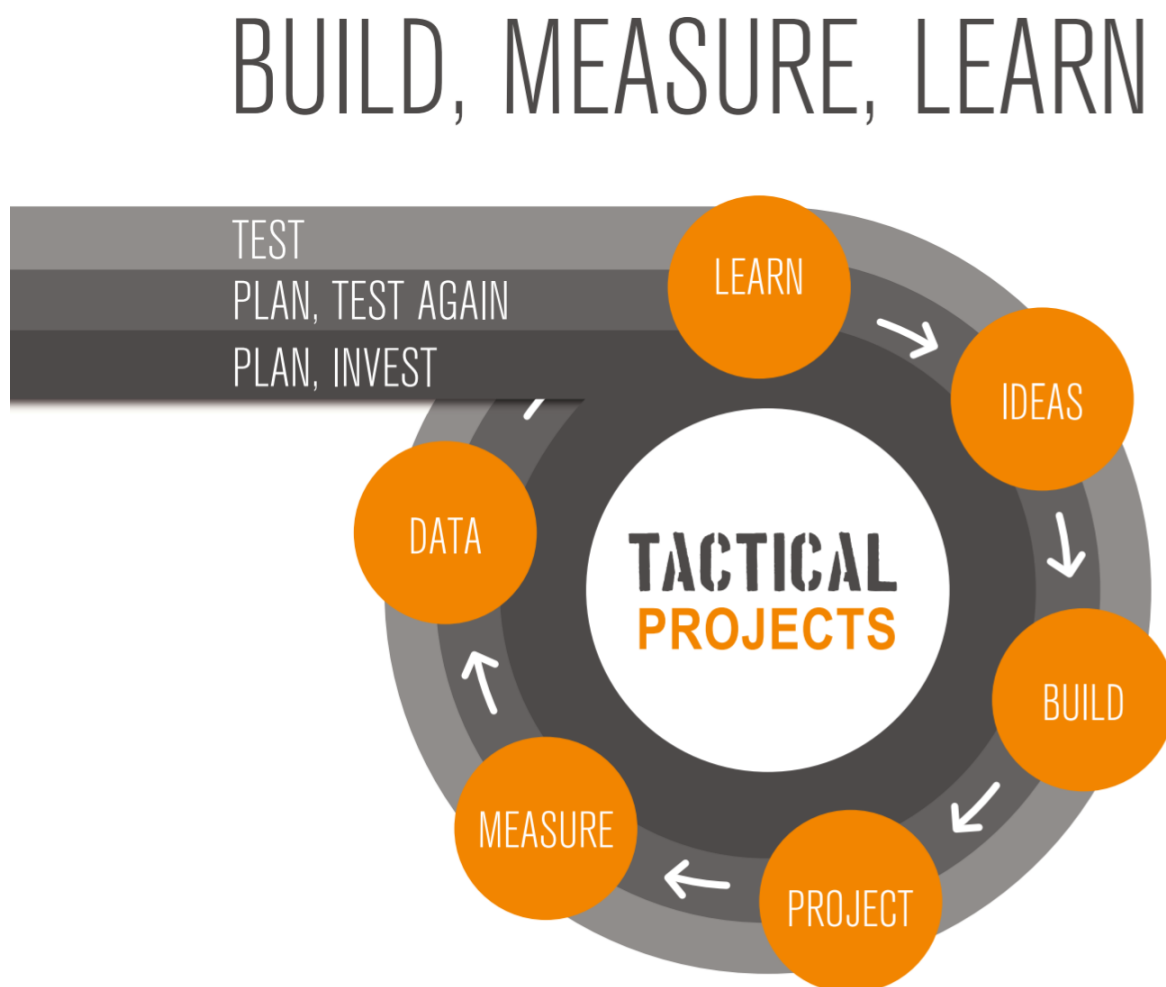 BUILD, MEASURE, LEARN
TEST
PLAN, TEST AGAIN
PLAN, INVEST
LEARN
IDEAS
BUILD
PROJECT
MEASURE
DATA
TACTICAL
PROJECTS